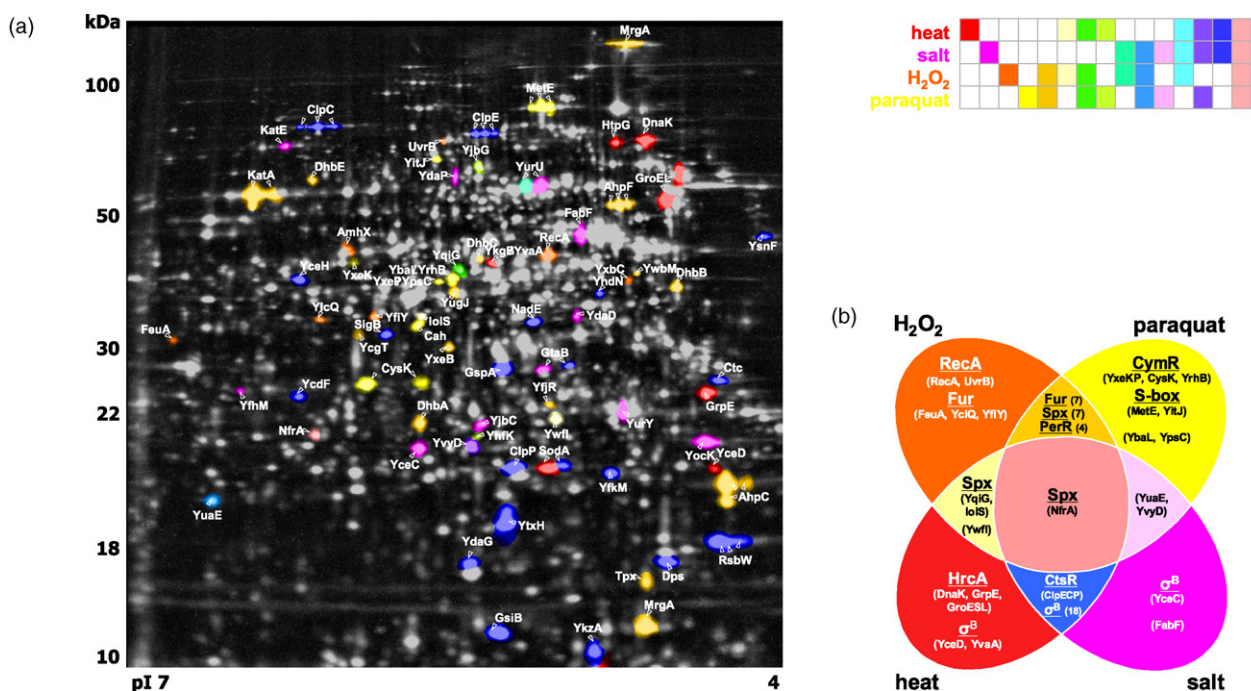 (a)
kDa
100
50
30
22
18
10
pI 7
4
MrgA
MetE
ClpC
ClpE
KatE
UvrB
YitJ
YjbG
HtpG
DnaK
DhbE
YdaP
YurU
KatA
AhpF
GroEL
FabF
YsnF
AmhX
DhbC
YkgB
YvaA
RecA
YceH
YxeK
YbaL
YrhB
YqiG
YxeP
YpsC
YugJ
YxbC
YwbM
YhdN
DhbB
YlcQ
YfiY
SigB
IolS
Cah
NadE
YdaD
FeuA
YcgT
YxeB
GtaB
GspA
Ctc
CysK
YcdF
YfhM
YfjR
GrpE
DhbA
YjbC
YwfI
YurY
NfrA
YvyD
YhfK
YceC
ClpP
SodA
YfkM
YocK
YceD
AhpC
YuaE
YtxH
YdaG
RsbW
Dps
Tpx
MrgA
GsiB
YkzA
heat
salt
H₂O₂
paraquat
(b)
H₂O₂
paraquat
RecA
(RecA, UvrB)
Fur
(FeuA, YclQ, YfiY)
CymR
(YxeKP, CysK, YrhB)
S-box
(MetE, YitJ)
(YbaL, YpsC)
Fur (7)
Spx (7)
PerR (4)
Spx
(YqiG,
IolS)
(YwfI)
Spx
(NfrA)
(YuaE,
YvyD)
HrcA
(DnaK, GrpE,
GroESL)
σᴮ
(YceD, YvaA)
CtsR
(ClpECP)
σᴮ (18)
σᴮ
(YceC)
(FabF)
heat
salt